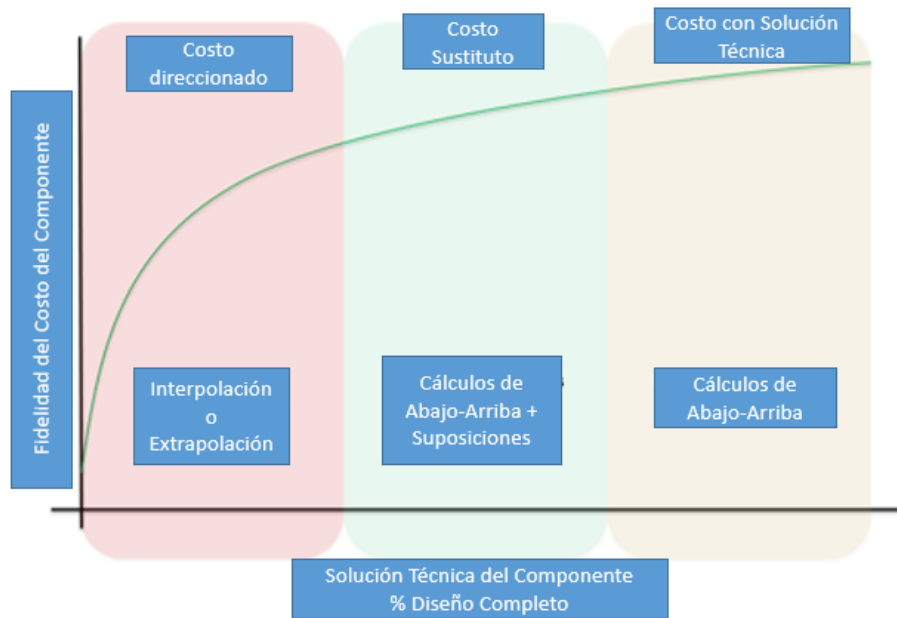 Costo
direccionado
Costo
Sustituto
Costo con Solución
Técnica
Fidelidad del Costo del Componente
Interpolación
o
Extrapolación
Cálculos de
Abajo-Arriba +
Suposiciones
Cálculos de
Abajo-Arriba
Solución Técnica del Componente
% Diseño Completo